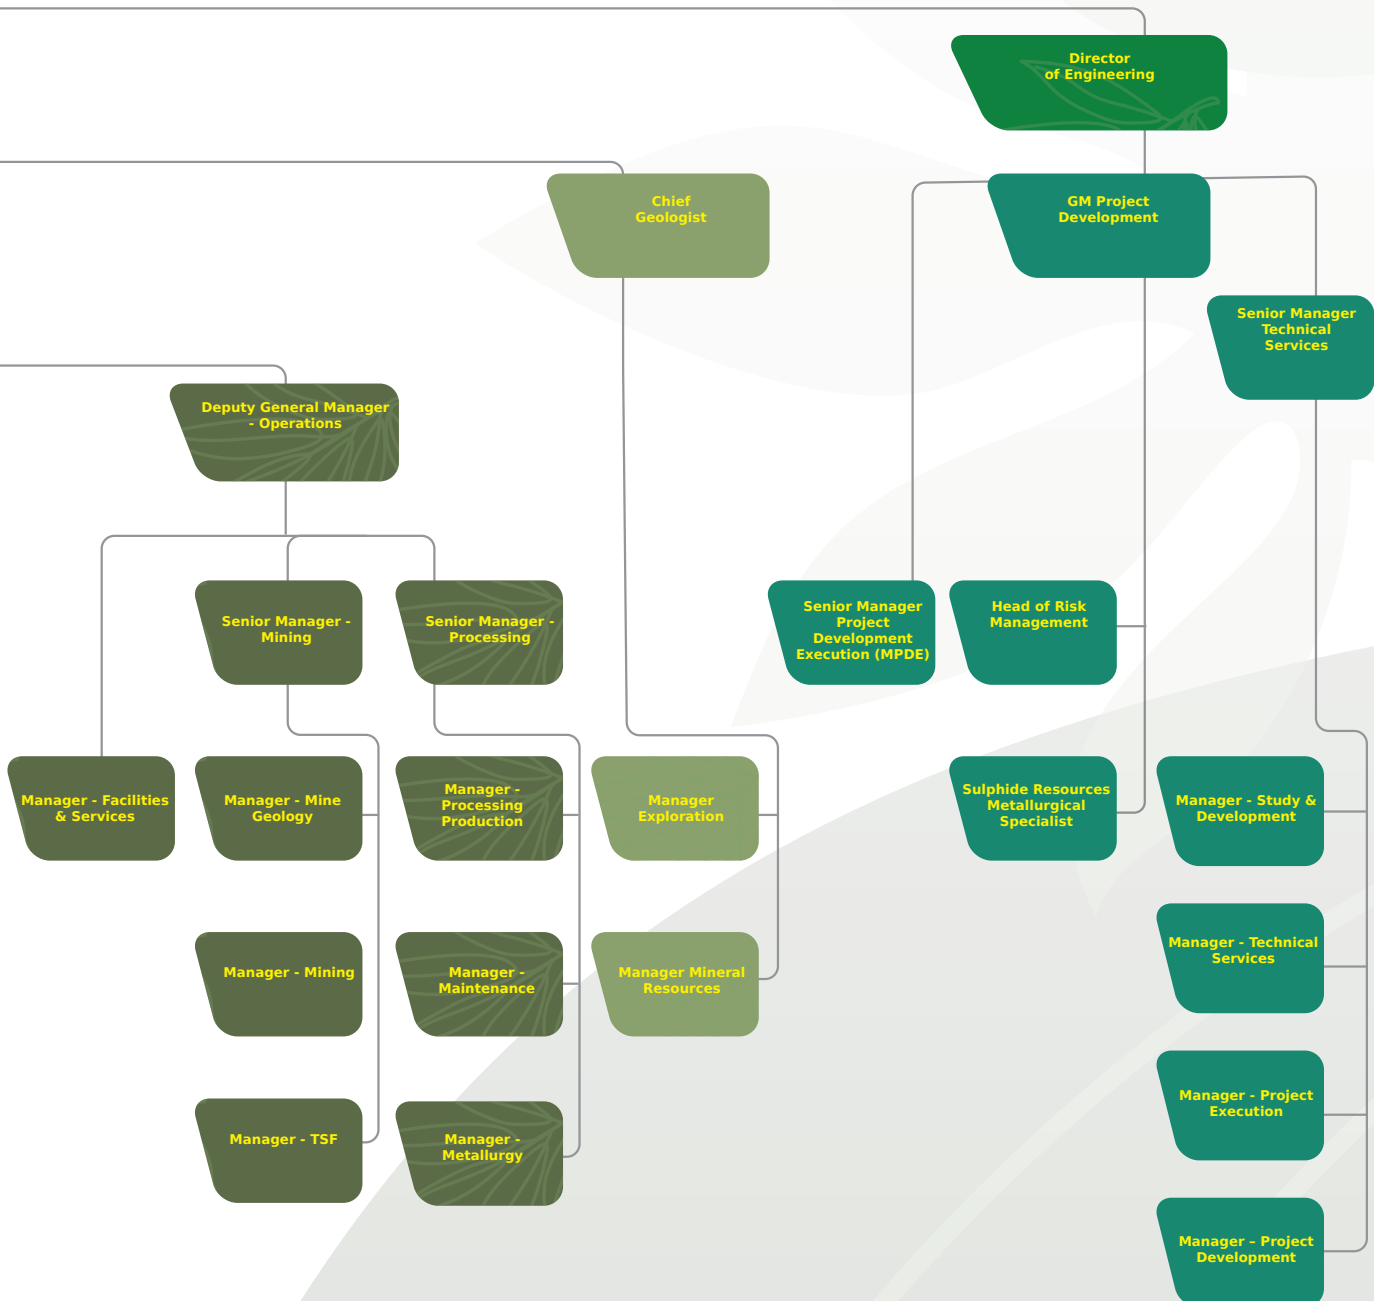 Director
of Engineering
Chief
Geologist
GM Project
Development
Senior Manager
Technical
Services
Deputy General Manager
- Operations
Senior Manager -
Mining
Senior Manager -
Processing
Senior Manager
Project
Development
Execution (MPDE)
Head of Risk
Management
Manager - Facilities
& Services
Manager - Mine
Geology
Manager -
Processing
Production
Manager
Exploration
Sulphide Resources
Metallurgical
Specialist
Manager - Study &
Development
Manager - Mining
Manager -
Maintenance
Manager Mineral
Resources
Manager - Technical
Services
Manager - TSF
Manager -
Metallurgy
Manager - Project
Execution
Manager – Project
Development